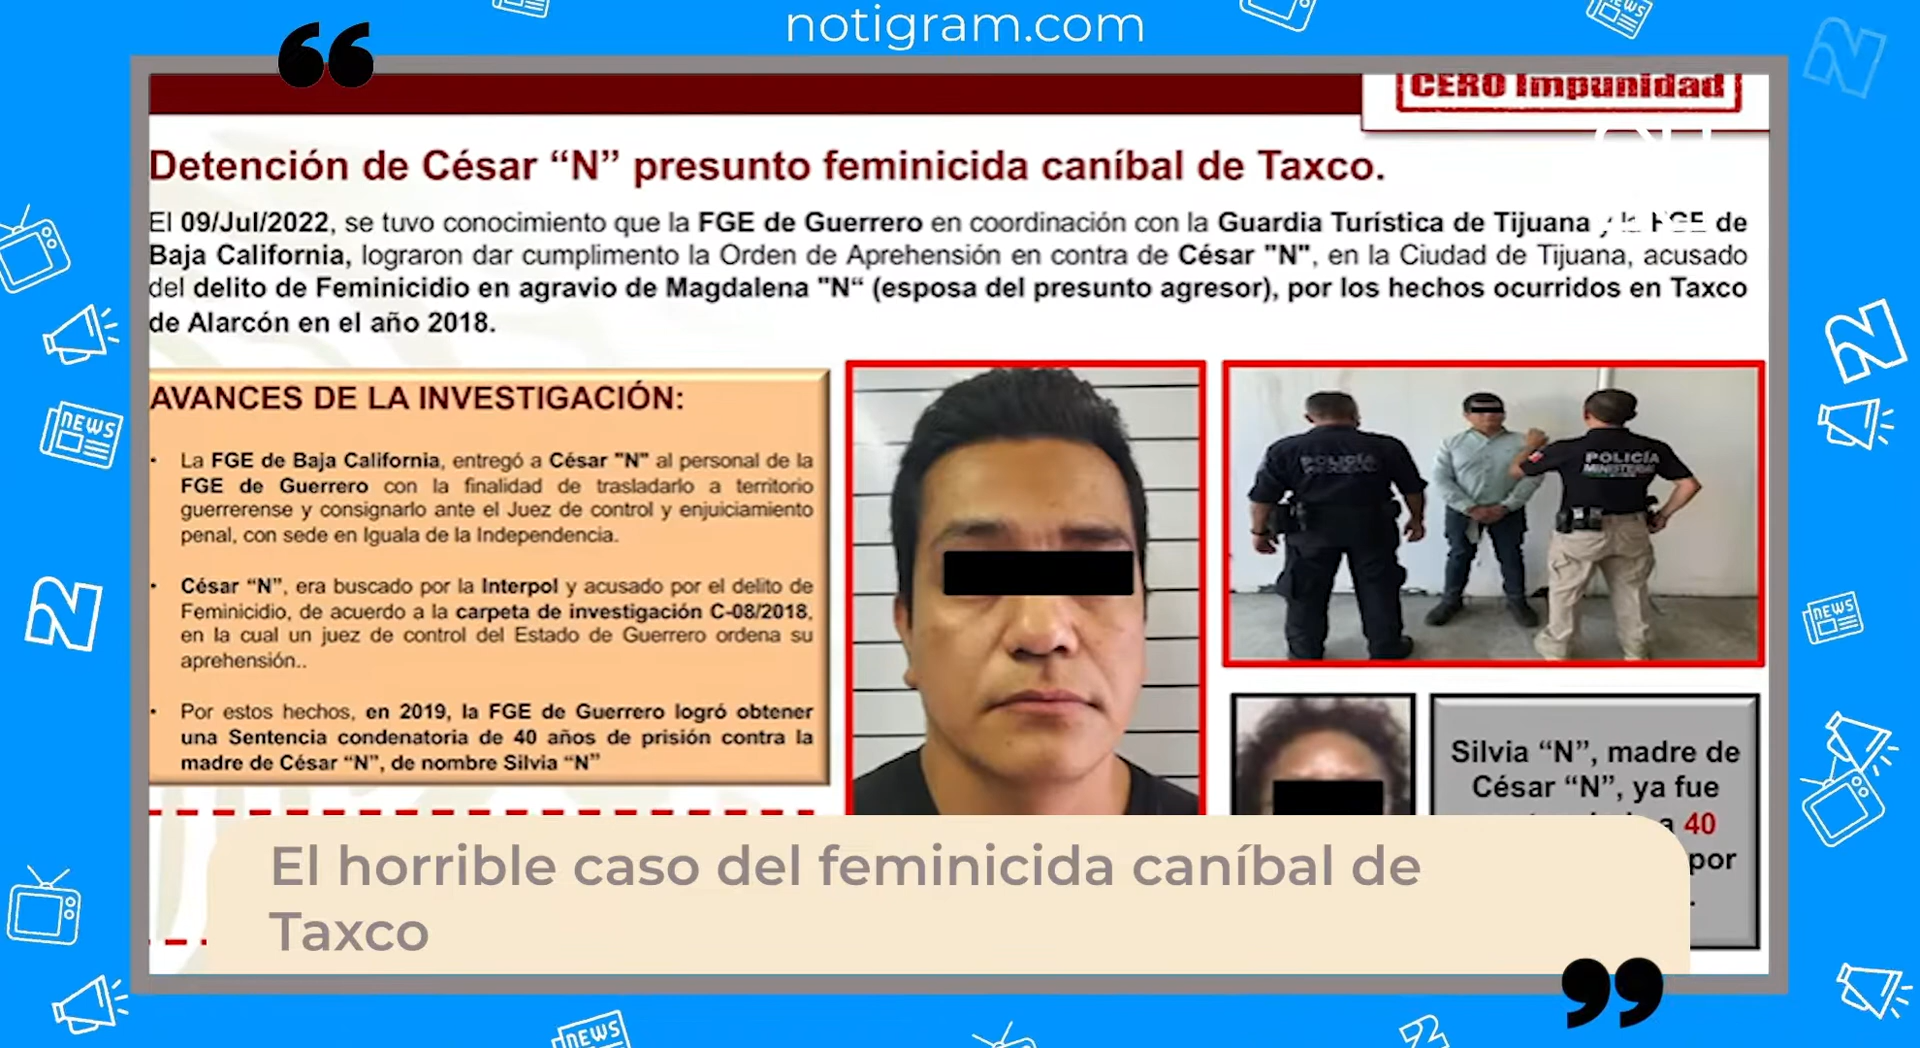 notigram.com
CERO Impunidad
Detención de César “N” presunto feminicida caníbal de Taxco.
El 09/Jul/2022, se tuvo conocimiento que la FGE de Guerrero en coordinación con la Guardia Turística de Tijuana FGE de
Baja California, lograron dar cumplimento la Orden de Aprehensión en contra de César "N", en la Ciudad de Tijuana, acusado
del delito de Feminicidio en agravio de Magdalena "N“ (esposa del presunto agresor), por los hechos ocurridos en Taxco
de Alarcón en el año 2018.
AVANCES DE LA INVESTIGACIÓN:
• La FGE de Baja California, entregó a César "N" al personal de la
FGE de Guerrero con la finalidad de trasladarlo a territorio
guerrerense y consignarlo ante el Juez de control y enjuiciamiento
penal, con sede en Iguala de la Independencia.
• César “N”, era buscado por la Interpol y acusado por el delito de
Feminicidio, de acuerdo a la carpeta de investigación C-08/2018,
en la cual un juez de control del Estado de Guerrero ordena su
aprehensión..
• Por estos hechos, en 2019, la FGE de Guerrero logró obtener
una Sentencia condenatoria de 40 años de prisión contra la
madre de César “N”, de nombre Silvia “N”
POLICÍA
POLICÍA
MINISTERIAL
Silvia “N”, madre de
César “N”, ya fue
a 40
por
El horrible caso del feminicida caníbal de
Taxco
NEWS
NEWS
NEWS
NEWS